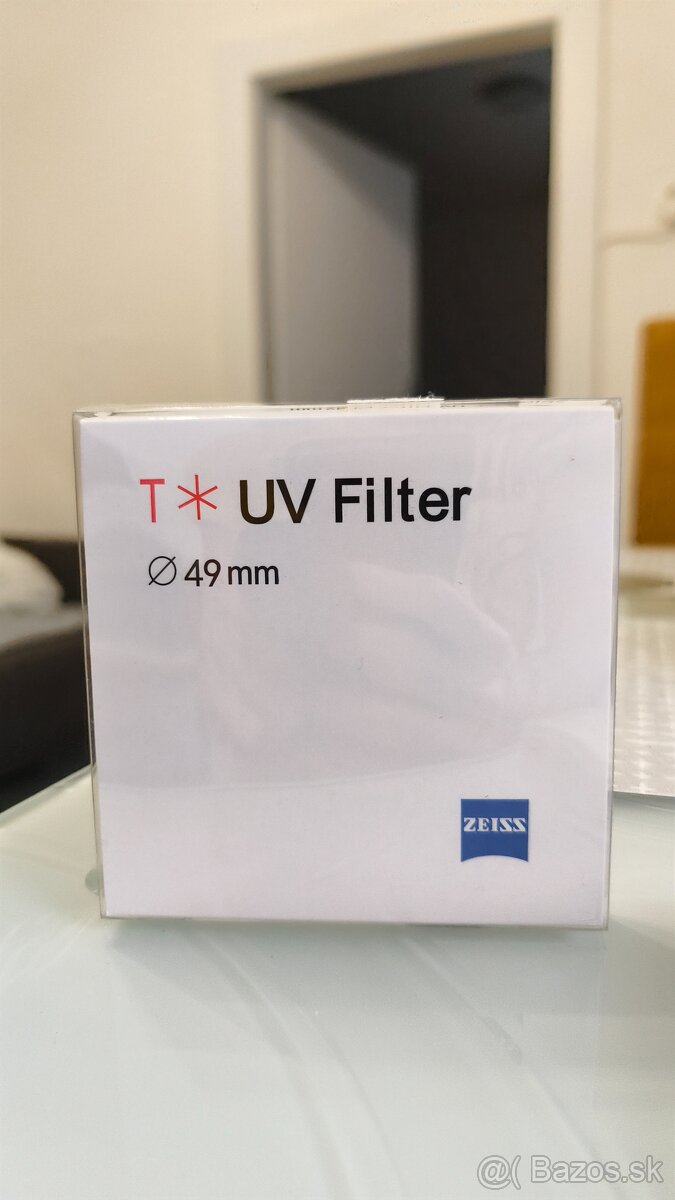 T* UV Filter
Ø 49 mm
ZEISS
@( Bazos.sk